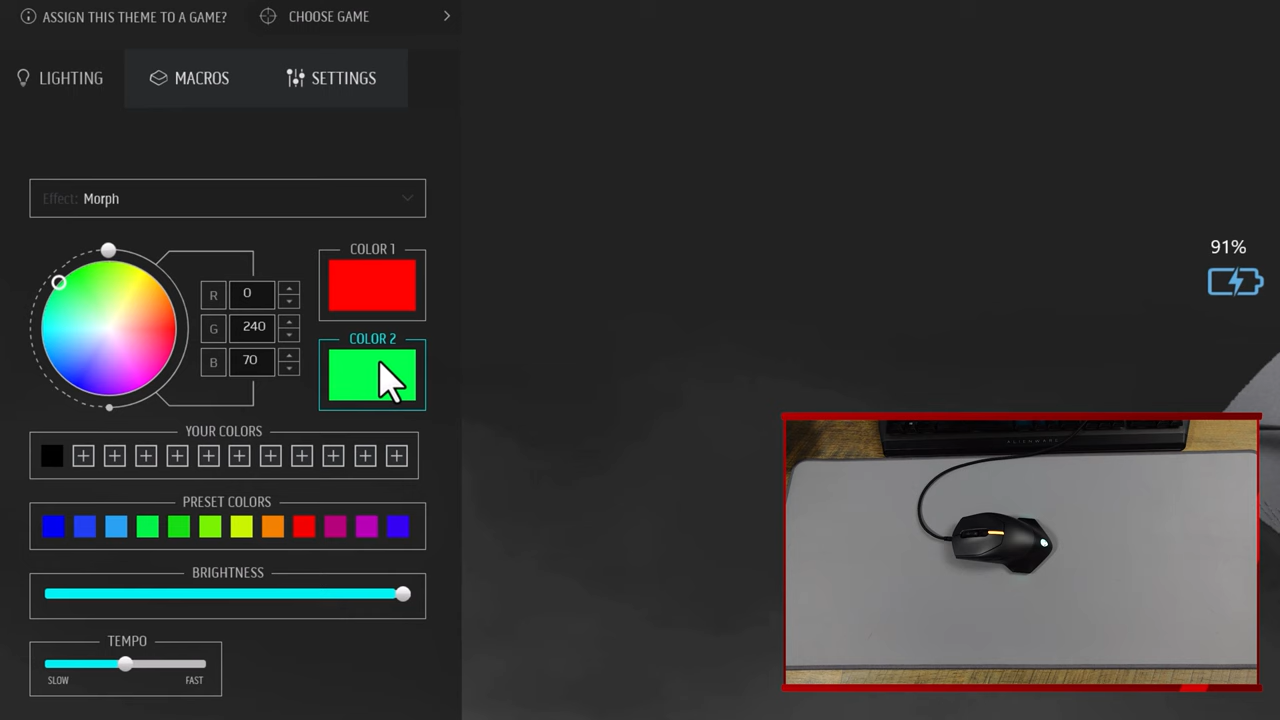 ASSIGN THIS THEME TO A GAME? CHOOSE GAME
LIGHTING MACROS SETTINGS
Effect: Morph
COLOR 1
R 0
G 240
B 70
COLOR 2
YOUR COLORS
PRESET COLORS
BRIGHTNESS
TEMPO
SLOW FAST
91%
ALIENWARE